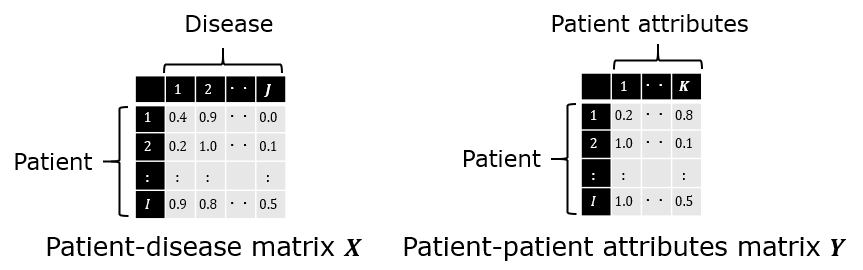 Disease
1 2 · · J
1 0.4 0.9 · · 0.0
2 0.2 1.0 · · 0.1
: : : :
I 0.9 0.8 · · 0.5
Patient
Patient-disease matrix X
Patient attributes
1 · · K
1 0.2 · · 0.8
2 1.0 · · 0.1
: : :
I 1.0 · · 0.5
Patient
Patient-patient attributes matrix Y